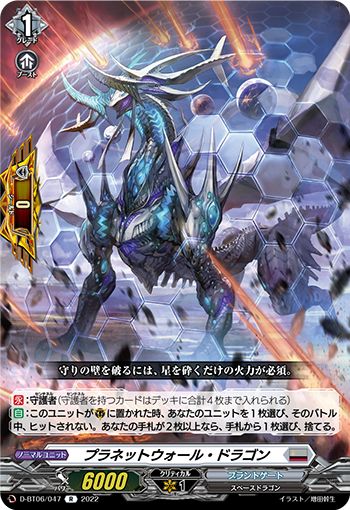 1
グレード
ブースト
0
シールド
守りの壁を破るには、星を砕くだけの火力が必須。
永:守護者(守護者を持つカードはデッキに合計4枚まで入れられる)
自:このユニットが(G)に置かれた時、あなたのユニットを1枚選び、そのバトル
中、ヒットされない。あなたの手札が2枚以上なら、手札から1枚選び、捨てる。
ノーマルユニット
プラネットウォール・ドラゴン
パワー
6000
クリティカル
1
ブラントゲート
スペースドラゴン
D-BT06/047 R 2022
イラスト/増田幹生